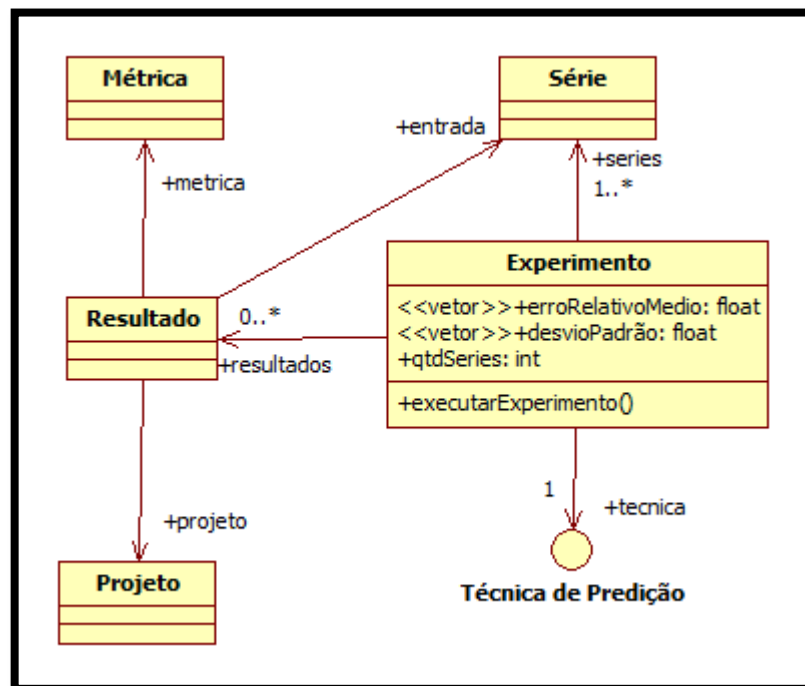 Métrica
Série
+entrada
+series
1..*
+metrica
Experimento
<<vetor>>+erroRelativoMedio: float
<<vetor>>+desvioPadrão: float
+qtdSeries: int
+executarExperimento()
Resultado
0..*
+resultados
1
+tecnica
+projeto
Projeto
Técnica de Predição